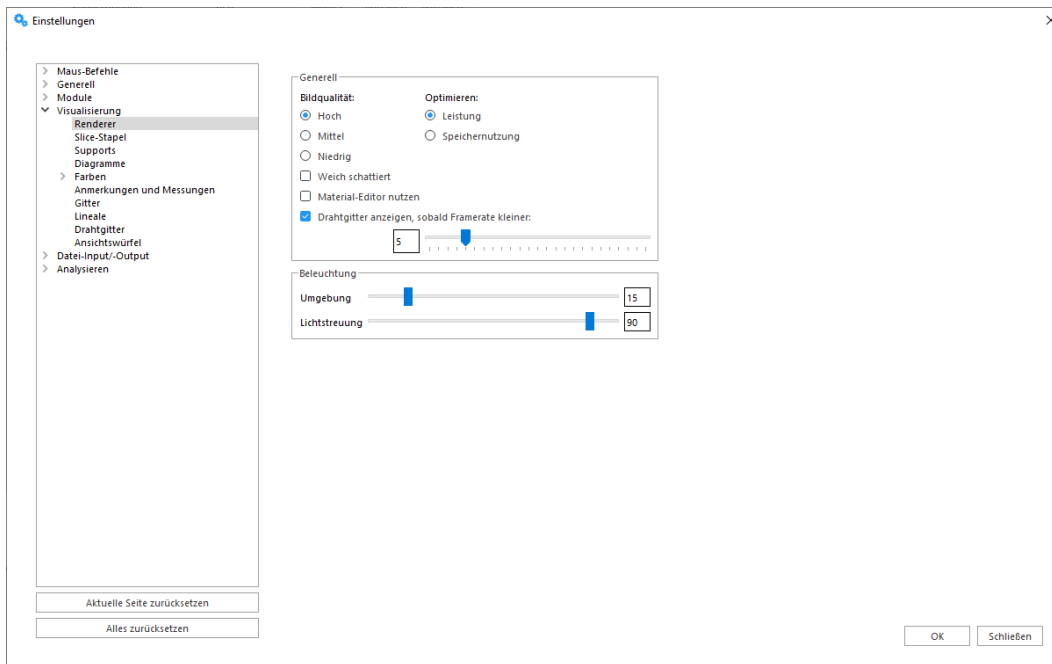 Einstellungen
Maus-Befehle
Generell
Module
Visualisierung
Renderer
Slice-Stapel
Supports
Diagramme
Farben
Anmerkungen und Messungen
Gitter
Lineale
Drahtgitter
Ansichtswürfel
Datei-Input/-Output
Analysieren
Aktuelle Seite zurücksetzen
Alles zurücksetzen
Generell
Bildqualität: Optimieren:
Hoch Leistung
Mittel Speichernutzung
Niedrig
Weich schattiert
Material-Editor nutzen
Drahtgitter anzeigen, sobald Framerate kleiner:
5
Beleuchtung
Umgebung 15
Lichtstreuung 90
OK Schließen